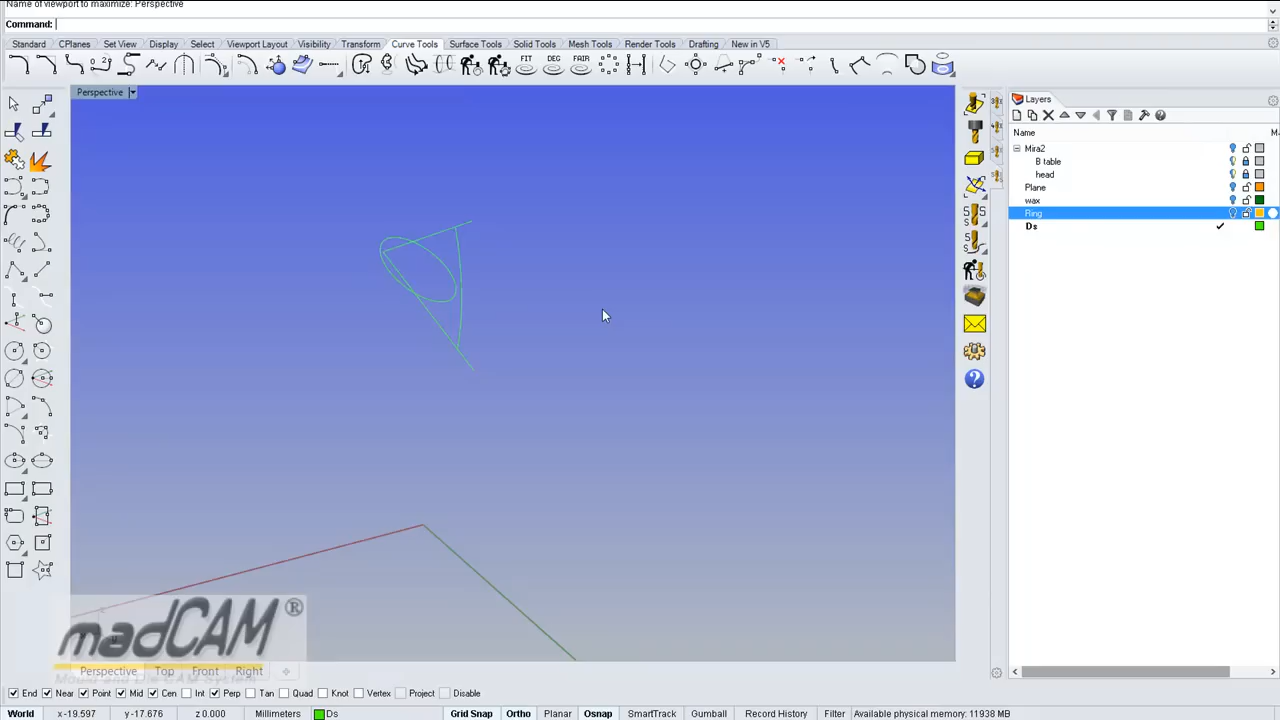 Name of viewport to maximize: Perspective
Command:
Standard CPlanes Set View Display Select Viewport Layout Visibility Transform Curve Tools Surface Tools Solid Tools Mesh Tools Render Tools Drafting New in V5
FIT DEG FAIR
Perspective
Layers
Name M
Mira2
B table
head
Plane
wax
Ring
Ds
madCAM®
Perspective Top Front Right
End Near Point Mid Cen Int Perp Tan Quad Knot Vertex Project Disable
World x-19.597 y-17.676 z 0.000 Millimeters Ds Grid Snap Ortho Planar Osnap SmartTrack Gumball Record History Filter Available physical memory: 11938 MB